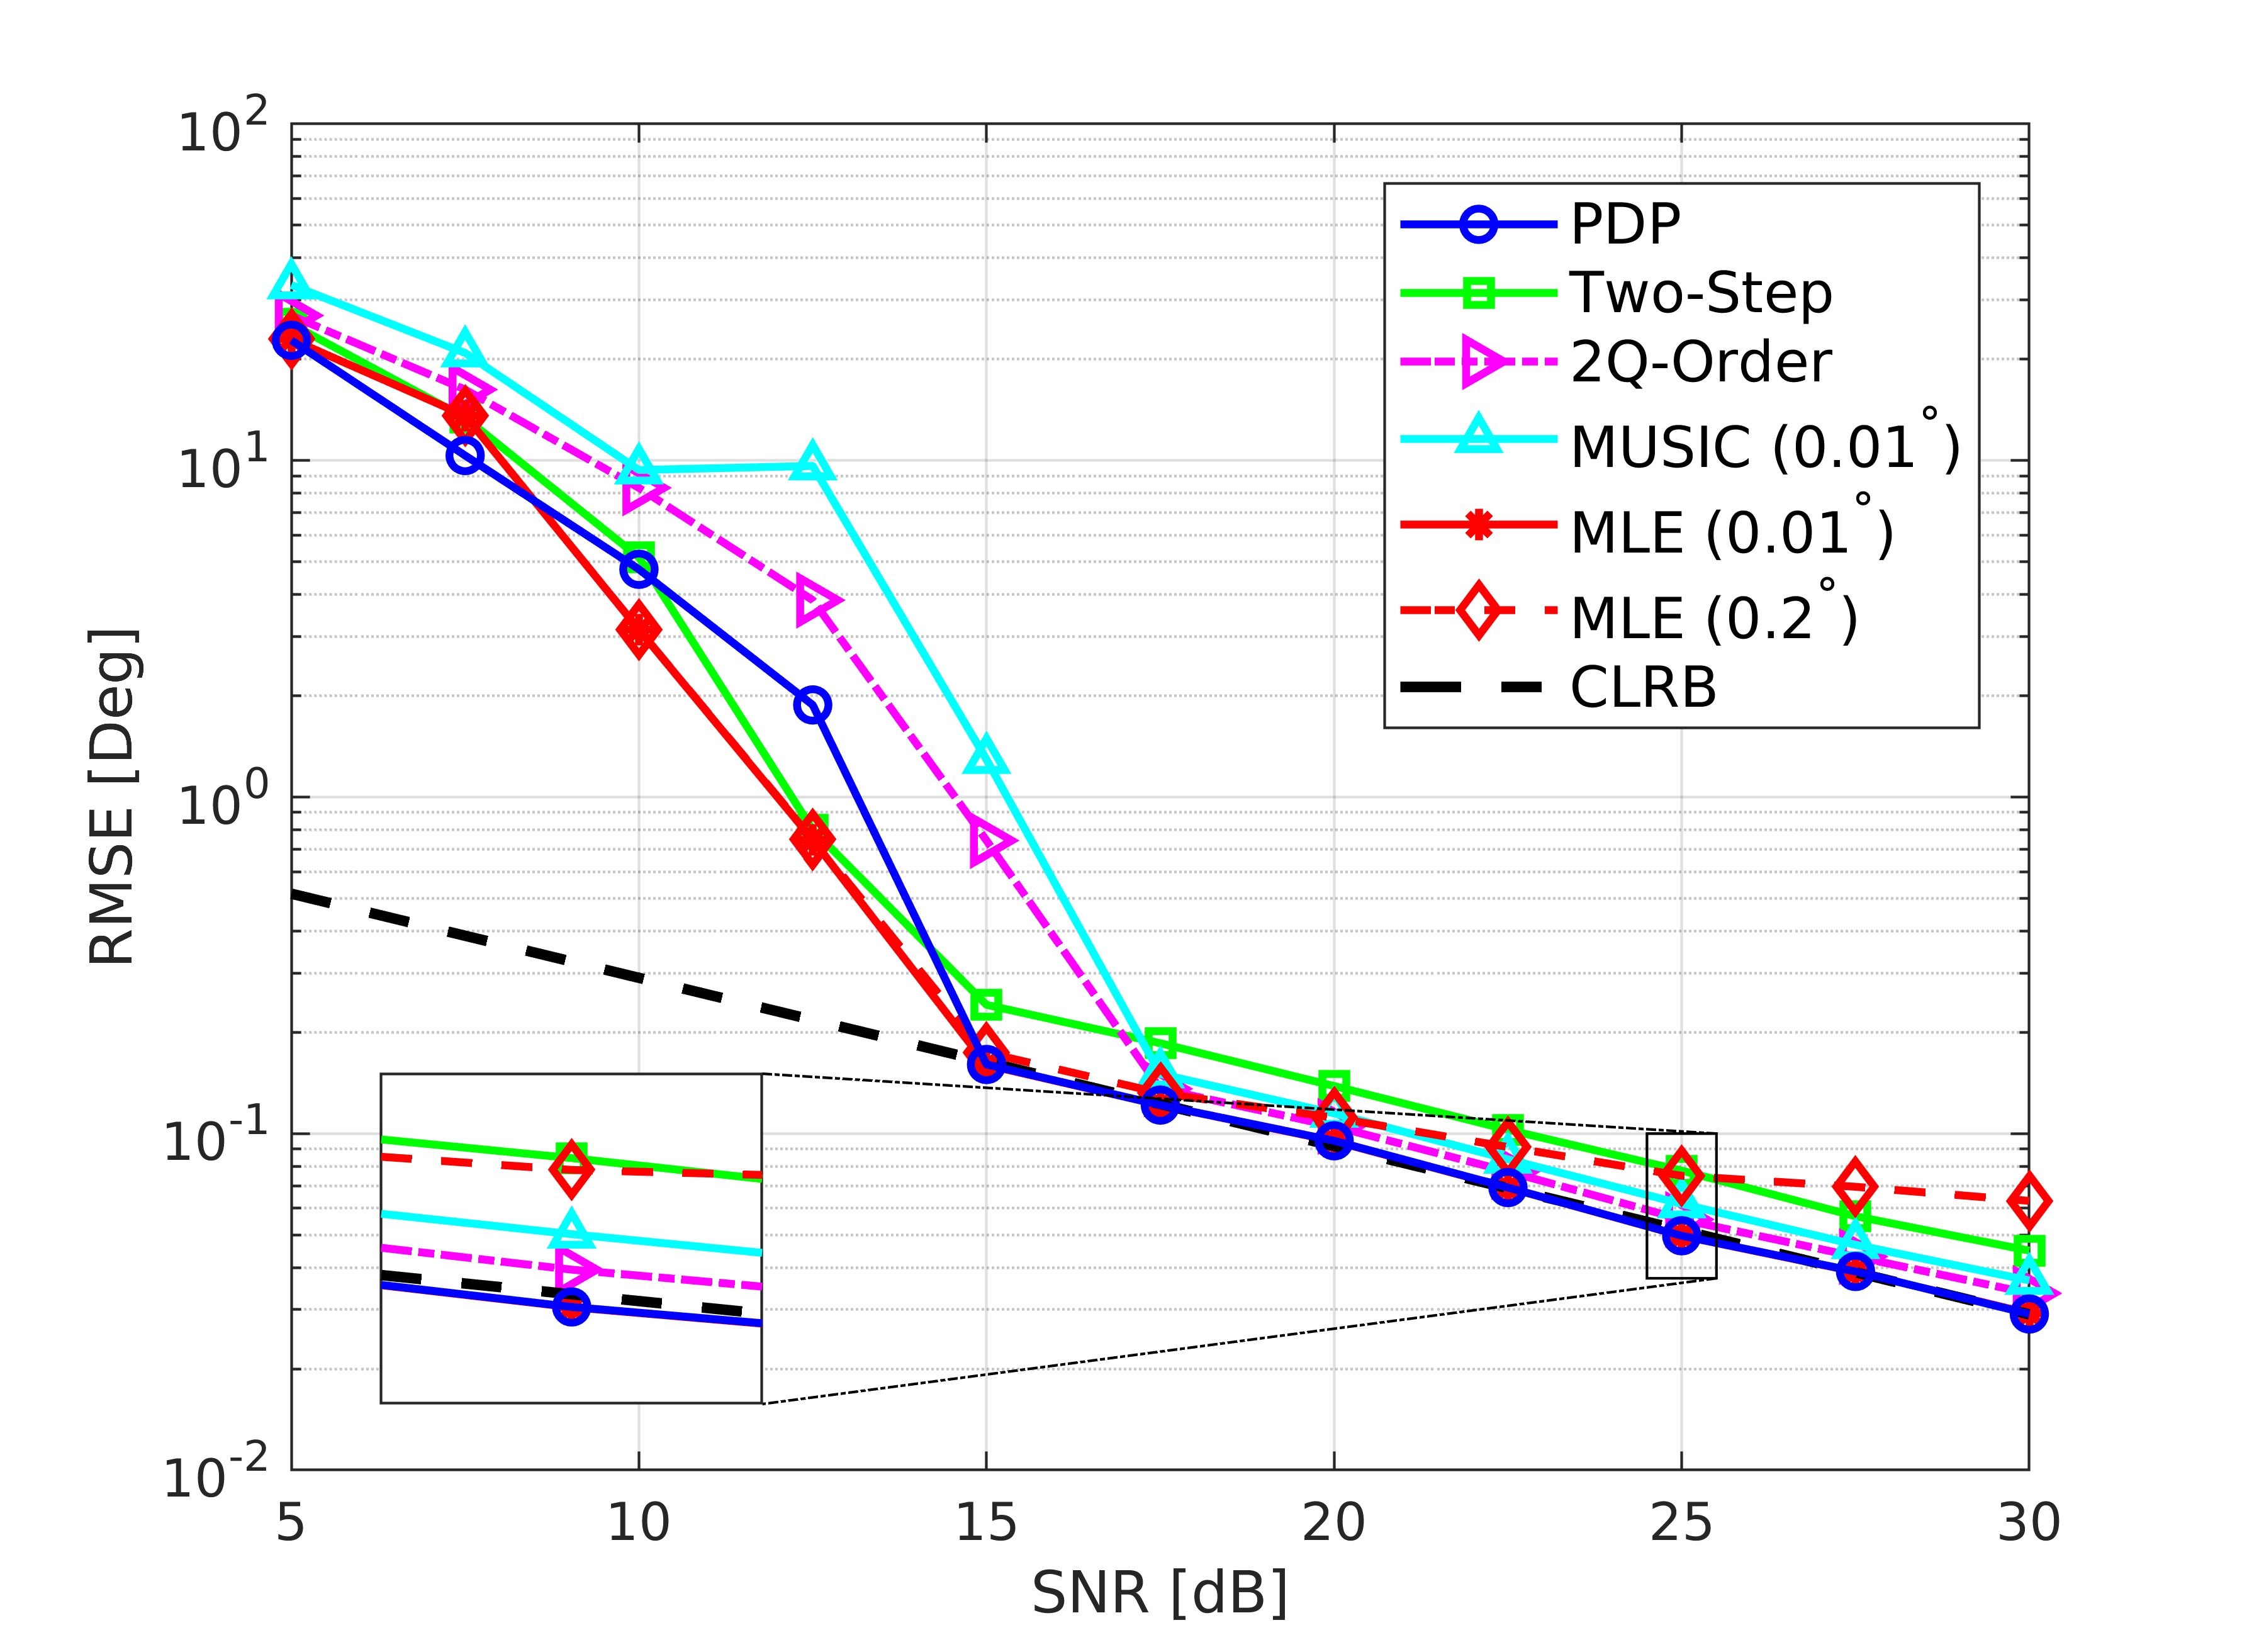 10^2
10^1
10^0
10^-1
10^-2
RMSE [Deg]
PDP
Two-Step
2Q-Order
MUSIC (0.01°)
MLE (0.01°)
MLE (0.2°)
CLRB
5 10 15 20 25 30
SNR [dB]